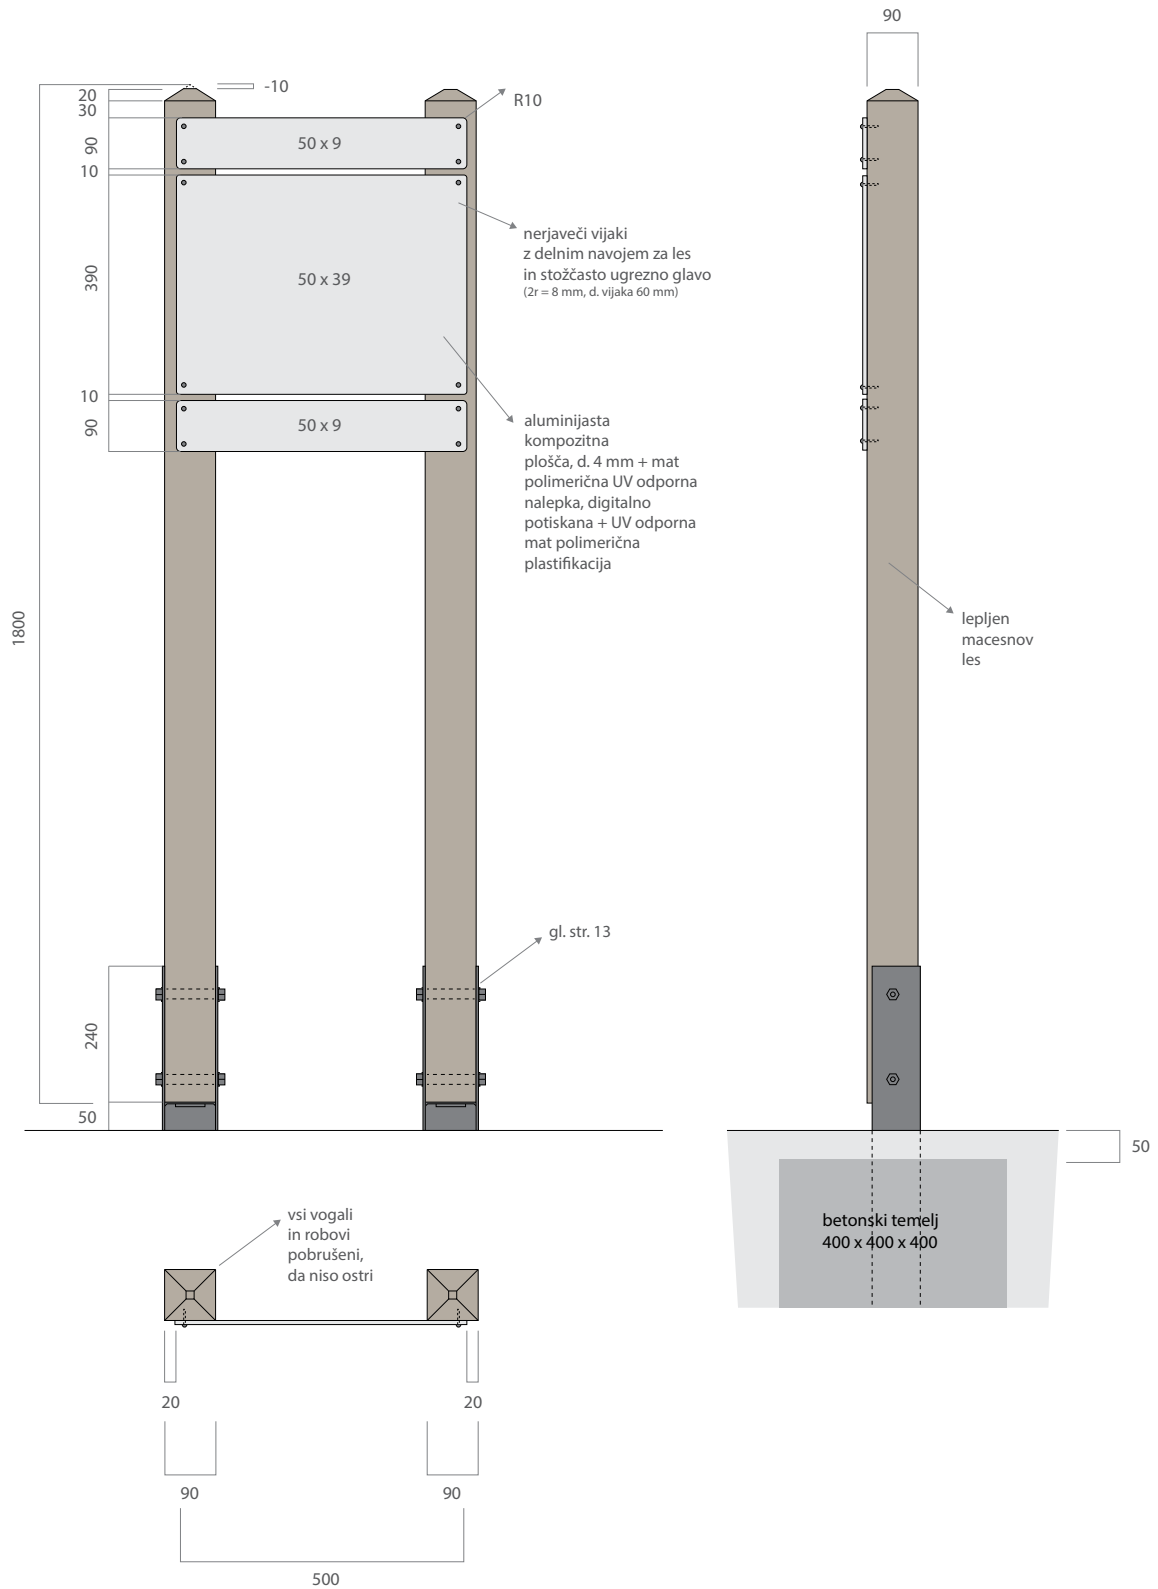 90
20
-10
30
R10
90
50 x 9
10
nerjaveči vijaki
z delnim navojem za les
in stožčasto ugrezno glavo
(2r = 8 mm, d. vijaka 60 mm)
390
50 x 39
10
90
50 x 9
aluminijasta
kompozitna
plošča, d. 4 mm + mat
polimerična UV odporna
nalepka, digitalno
potiskana + UV odporna
mat polimerična
plastifikacija
1800
lepljen
macesnov
les
gl. str. 13
240
50
50
betonski temelj
400 x 400 x 400
vsi vogali
in robovi
pobrušeni,
da niso ostri
20
20
90
90
500